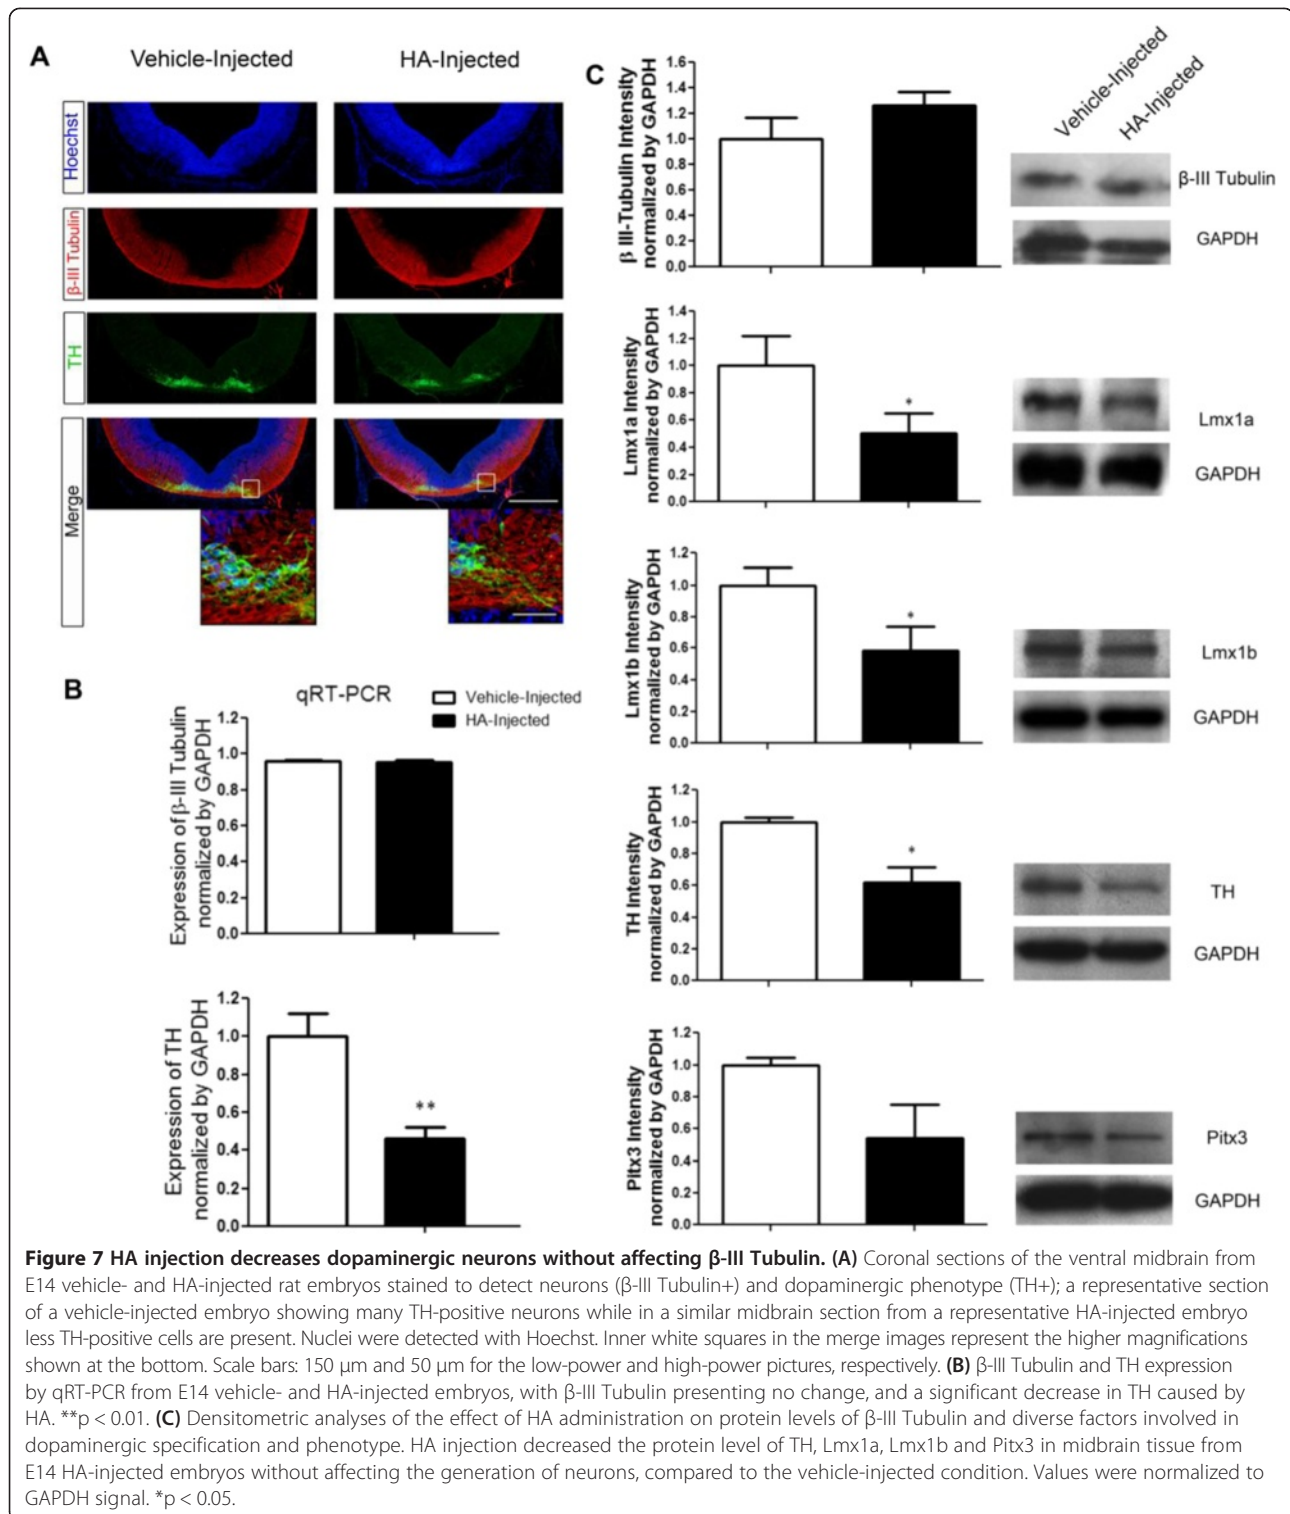 A
Vehicle-Injected
HA-Injected
Hoechst
β-III Tubulin
TH
Merge
B
qRT-PCR
Vehicle-Injected
HA-Injected
Expression of β-III Tubulin
normalized by GAPDH
1.2
1.0
0.8
0.6
0.4
0.2
0.0
Expression of TH
normalized by GAPDH
1.2
1.0
0.8
0.6
0.4
0.2
0.0
**
C
β III-Tubulin Intensity
normalized by GAPDH
1.6
1.4
1.2
1.0
0.8
0.6
0.4
0.2
0.0
Vehicle-Injected
HA-Injected
β-III Tubulin
GAPDH
Lmx1a Intensity
normalized by GAPDH
1.4
1.2
1.0
0.8
0.6
0.4
0.2
0.0
*
Lmx1a
GAPDH
Lmx1b Intensity
normalized by GAPDH
1.2
1.0
0.8
0.6
0.4
0.2
0.0
*
Lmx1b
GAPDH
TH Intensity
normalized by GAPDH
1.2
1.0
0.8
0.6
0.4
0.2
0.0
*
TH
GAPDH
Pitx3 Intensity
normalized by GAPDH
1.2
1.0
0.8
0.6
0.4
0.2
0.0
Pitx3
GAPDH
Figure 7 HA injection decreases dopaminergic neurons without affecting β-III Tubulin. (A) Coronal sections of the ventral midbrain from
E14 vehicle- and HA-injected rat embryos stained to detect neurons (β-III Tubulin+) and dopaminergic phenotype (TH+); a representative section
of a vehicle-injected embryo showing many TH-positive neurons while in a similar midbrain section from a representative HA-injected embryo
less TH-positive cells are present. Nuclei were detected with Hoechst. Inner white squares in the merge images represent the higher magnifications
shown at the bottom. Scale bars: 150 μm and 50 μm for the low-power and high-power pictures, respectively. (B) β-III Tubulin and TH expression
by qRT-PCR from E14 vehicle- and HA-injected embryos, with β-III Tubulin presenting no change, and a significant decrease in TH caused by
HA. **p < 0.01. (C) Densitometric analyses of the effect of HA administration on protein levels of β-III Tubulin and diverse factors involved in
dopaminergic specification and phenotype. HA injection decreased the protein level of TH, Lmx1a, Lmx1b and Pitx3 in midbrain tissue from
E14 HA-injected embryos without affecting the generation of neurons, compared to the vehicle-injected condition. Values were normalized to
GAPDH signal. *p < 0.05.